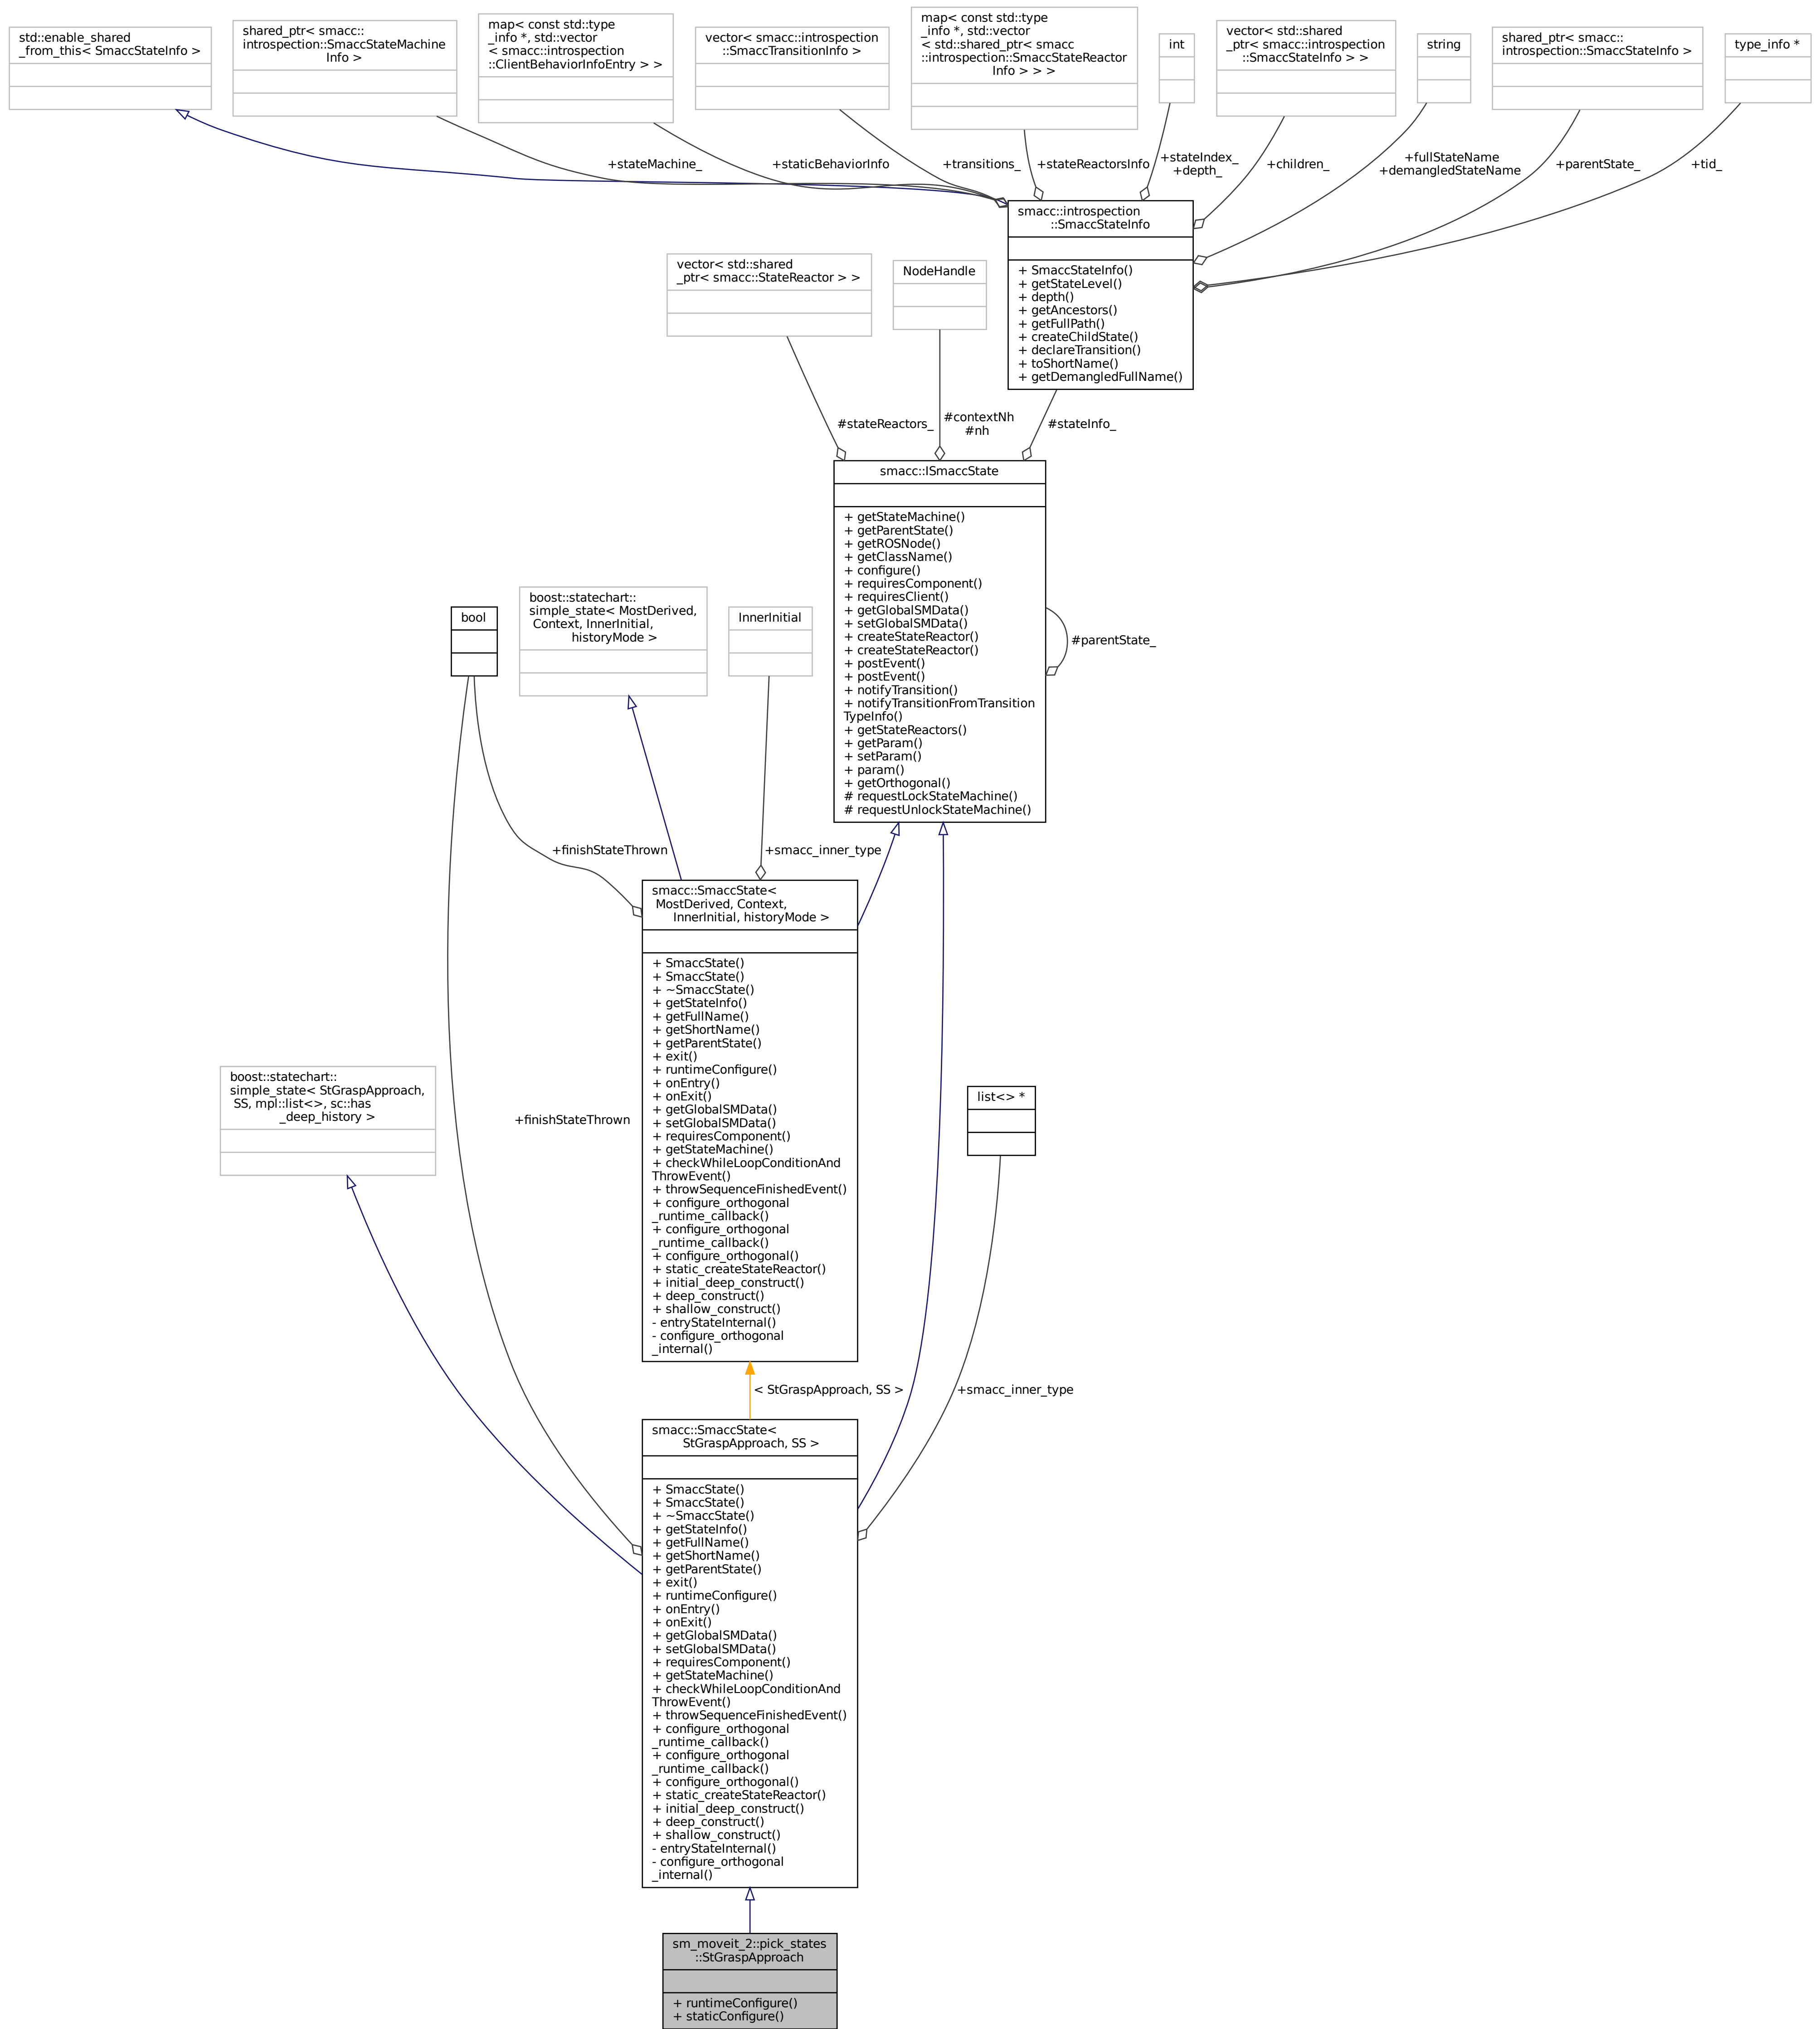 std::enable_shared
_from_this< SmaccStateInfo >
shared_ptr< smacc::
introspection::SmaccStateMachine
Info >
map< const std::type
_info *, std::vector
< smacc::introspection
::ClientBehaviorInfoEntry > >
vector< smacc::introspection
::SmaccTransitionInfo >
map< const std::type
_info *, std::vector
< std::shared_ptr< smacc
::introspection::SmaccStateReactor
Info > > >
int
vector< std::shared
_ptr< smacc::introspection
::SmaccStateInfo > >
string
shared_ptr< smacc::
introspection::SmaccStateInfo >
type_info *
+stateMachine_
+staticBehaviorInfo
+transitions_
+stateReactorsInfo
+stateIndex_
+depth_
+children_
+fullStateName
+demangledStateName
+parentState_
+tid_
smacc::introspection
::SmaccStateInfo
+ SmaccStateInfo()
+ getStateLevel()
+ depth()
+ getAncestors()
+ getFullPath()
+ createChildState()
+ declareTransition()
+ toShortName()
+ getDemangledFullName()
vector< std::shared
_ptr< smacc::StateReactor > >
NodeHandle
#stateReactors_
#contextNh
#nh
#stateInfo_
smacc::ISmaccState
+ getStateMachine()
+ getParentState()
+ getROSNode()
+ getClassName()
+ configure()
+ requiresComponent()
+ requiresClient()
+ getGlobalSMData()
+ setGlobalSMData()
+ createStateReactor()
+ createStateReactor()
+ postEvent()
+ postEvent()
+ notifyTransition()
+ notifyTransitionFromTransition
TypeInfo()
+ getStateReactors()
+ getParam()
+ setParam()
+ param()
+ getOrthogonal()
# requestLockStateMachine()
# requestUnlockStateMachine()
#parentState_
bool
boost::statechart::
simple_state< MostDerived,
Context, InnerInitial,
historyMode >
InnerInitial
+finishStateThrown
+smacc_inner_type
smacc::SmaccState<
MostDerived, Context,
InnerInitial, historyMode >
+ SmaccState()
+ SmaccState()
+ ~SmaccState()
+ getStateInfo()
+ getFullName()
+ getShortName()
+ getParentState()
+ exit()
+ runtimeConfigure()
+ onEntry()
+ onExit()
+ getGlobalSMData()
+ setGlobalSMData()
+ requiresComponent()
+ getStateMachine()
+ checkWhileLoopConditionAnd
ThrowEvent()
+ throwSequenceFinishedEvent()
+ configure_orthogonal
_runtime_callback()
+ configure_orthogonal
_runtime_callback()
+ configure_orthogonal()
+ static_createStateReactor()
+ initial_deep_construct()
+ deep_construct()
+ shallow_construct()
- entryStateInternal()
- configure_orthogonal
_internal()
boost::statechart::
simple_state< StGraspApproach,
SS, mpl::list<>, sc::has
_deep_history >
+finishStateThrown
list<> *
< StGraspApproach, SS >
+smacc_inner_type
smacc::SmaccState<
StGraspApproach, SS >
+ SmaccState()
+ SmaccState()
+ ~SmaccState()
+ getStateInfo()
+ getFullName()
+ getShortName()
+ getParentState()
+ exit()
+ runtimeConfigure()
+ onEntry()
+ onExit()
+ getGlobalSMData()
+ setGlobalSMData()
+ requiresComponent()
+ getStateMachine()
+ checkWhileLoopConditionAnd
ThrowEvent()
+ throwSequenceFinishedEvent()
+ configure_orthogonal
_runtime_callback()
+ configure_orthogonal
_runtime_callback()
+ configure_orthogonal()
+ static_createStateReactor()
+ initial_deep_construct()
+ deep_construct()
+ shallow_construct()
- entryStateInternal()
- configure_orthogonal
_internal()
sm_moveit_2::pick_states
::StGraspApproach
+ runtimeConfigure()
+ staticConfigure()